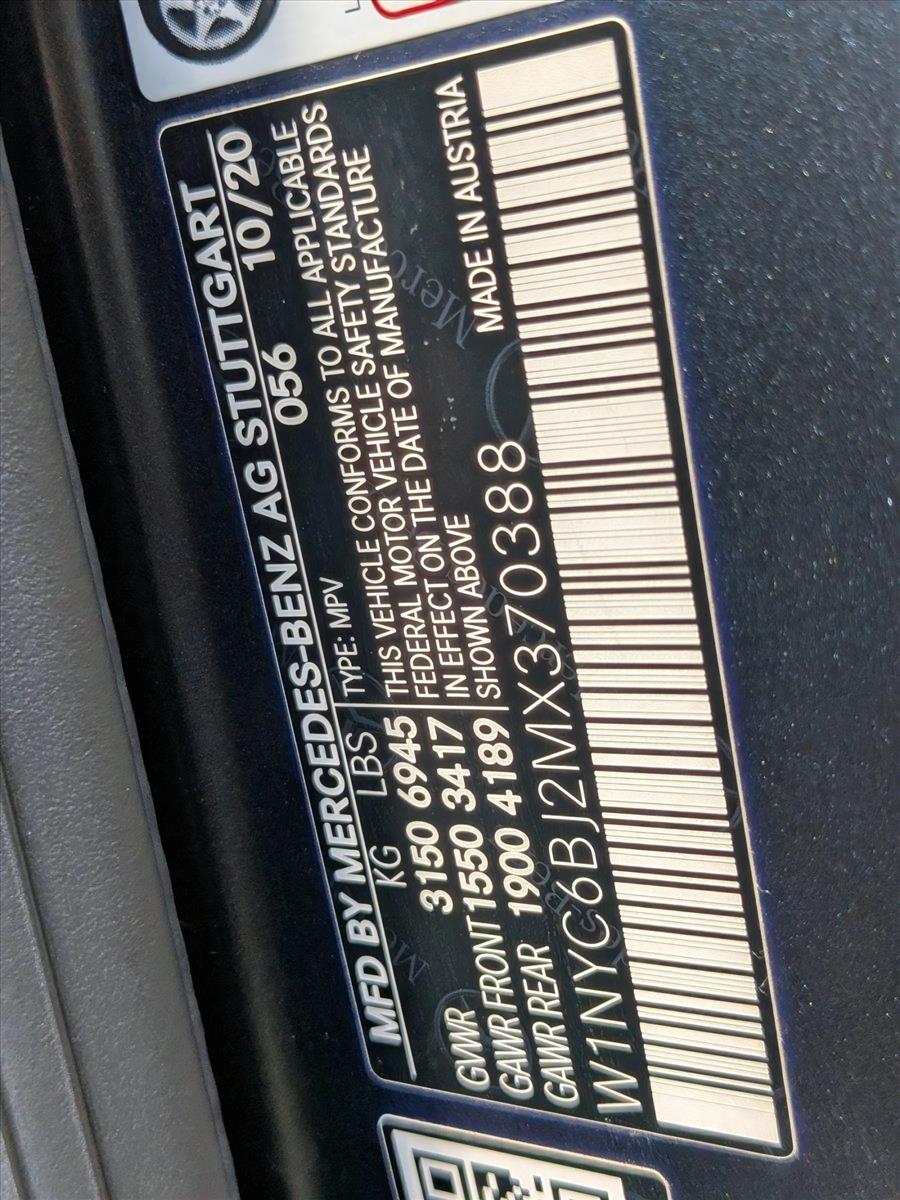 MFD BY MERCEDES-BENZ AG STUTTGART
056 10/20
KG LBS TYPE: MPV
GVWR 3150 6945
GAWR FRONT 1550 3417
GAWR REAR 1900 4189
THIS VEHICLE CONFORMS TO ALL APPLICABLE
FEDERAL MOTOR VEHICLE SAFETY STANDARDS
IN EFFECT ON THE DATE OF MANUFACTURE
SHOWN ABOVE
MADE IN AUSTRIA
W1NYC6BJ2MX370388